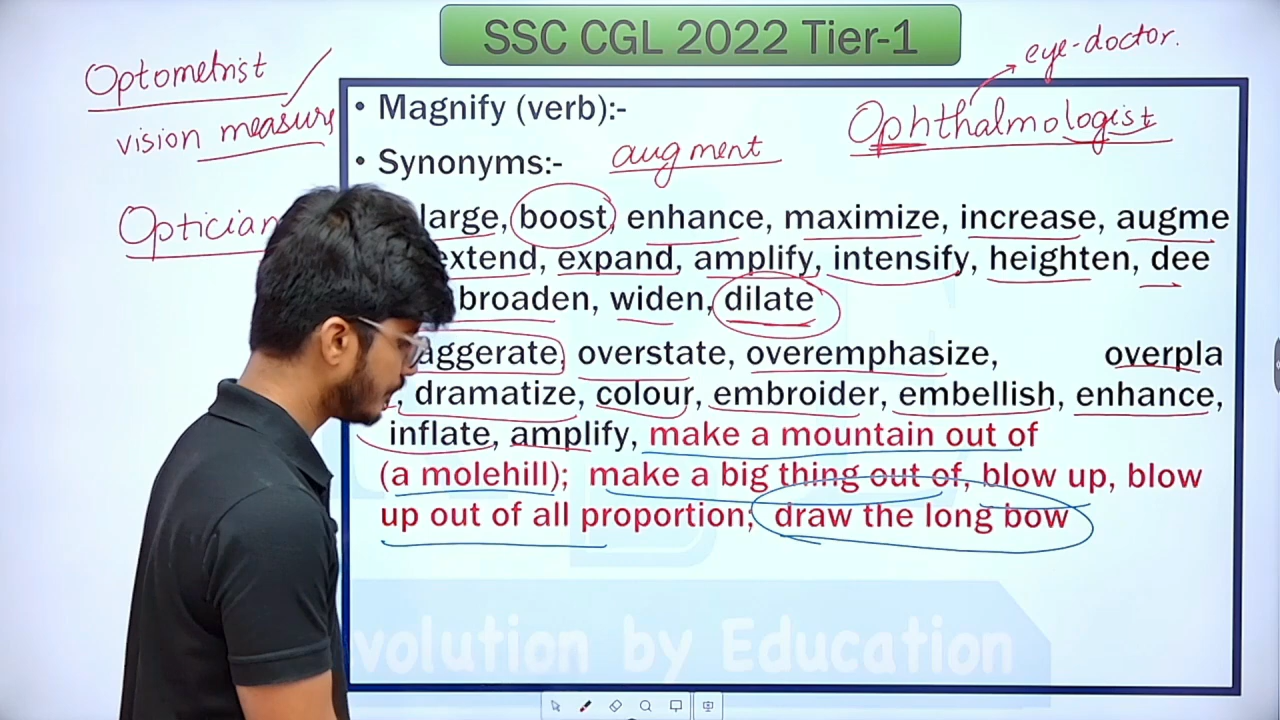 SSC CGL 2022 Tier-1
eye-doctor.
Optometrist
vision measure
Optician
Ophthalmologist
• Magnify (verb):-
• Synonyms:- augment
large, boost, enhance, maximize, increase, augme
extend, expand, amplify, intensify, heighten, dee
broaden, widen, dilate
aggerate, overstate, overemphasize, overpla
, dramatize, colour, embroider, embellish, enhance,
inflate, amplify, make a mountain out of
(a molehill); make a big thing out of, blow up, blow
up out of all proportion; draw the long bow
volution by Education